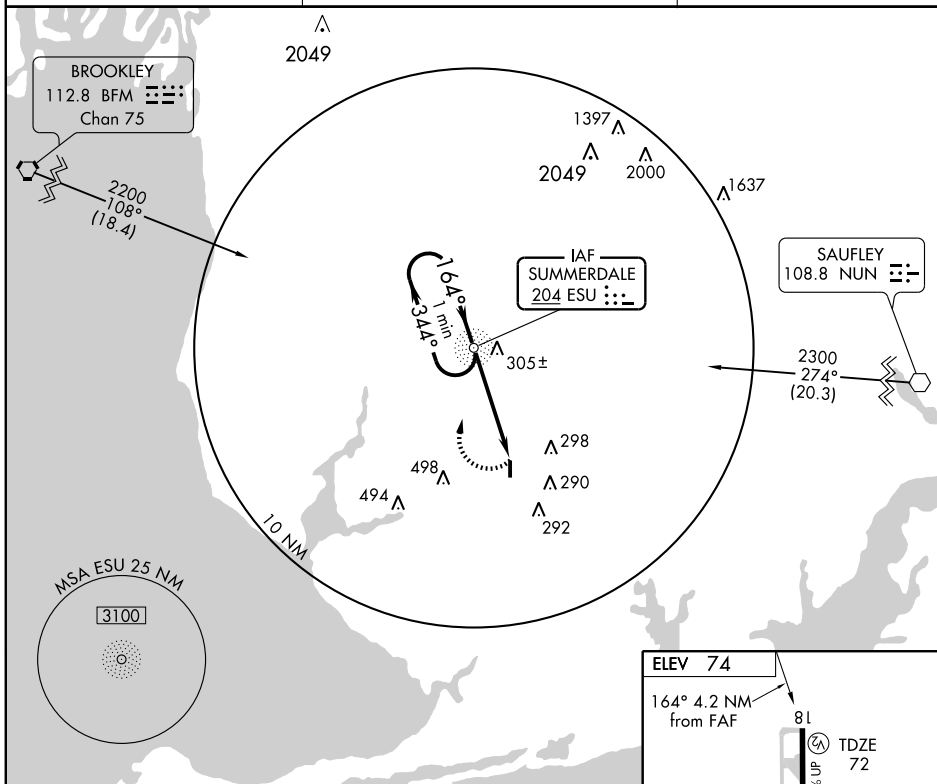 2049
BROOKLEY
112.8 BFM
Chan 75
2200
108°
(18.4)
1397
2049
2000
1637
IAF
SUMMERDALE
204 ESU
SAUFLEY
108.8 NUN
2300
274°
(20.3)
164°
1 min
344°
305±
298
498
290
494
292
10 NM
MSA ESU 25 NM
3100
ELEV 74
164° 4.2 NM
from FAF
18
V2
TDZE
72
% UP